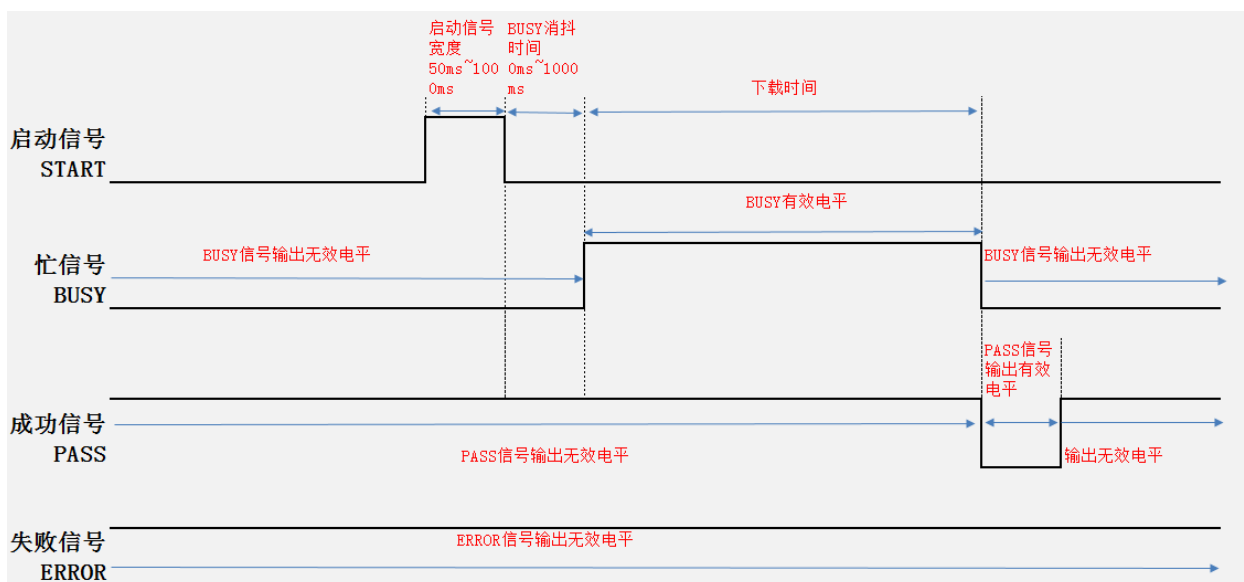 启动信号
宽度
50ms~100
0ms
BUSY消抖
时间
0ms~1000
ms
下载时间
启动信号
START
BUSY有效电平
BUSY信号输出无效电平
BUSY信号输出无效电平
忙信号
BUSY
PASS信号
输出有效
电平
成功信号
PASS
PASS信号输出无效电平
输出无效电平
失败信号
ERROR
ERROR信号输出无效电平